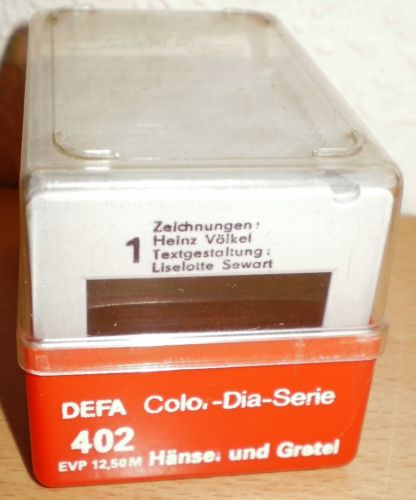 1
Zeichnungen:
Heinz Völkel
Textgestaltung:
Liselotte Sewart
DEFA Color-Dia-Serie
402
EVP 12,50 M Hänsel und Gretel